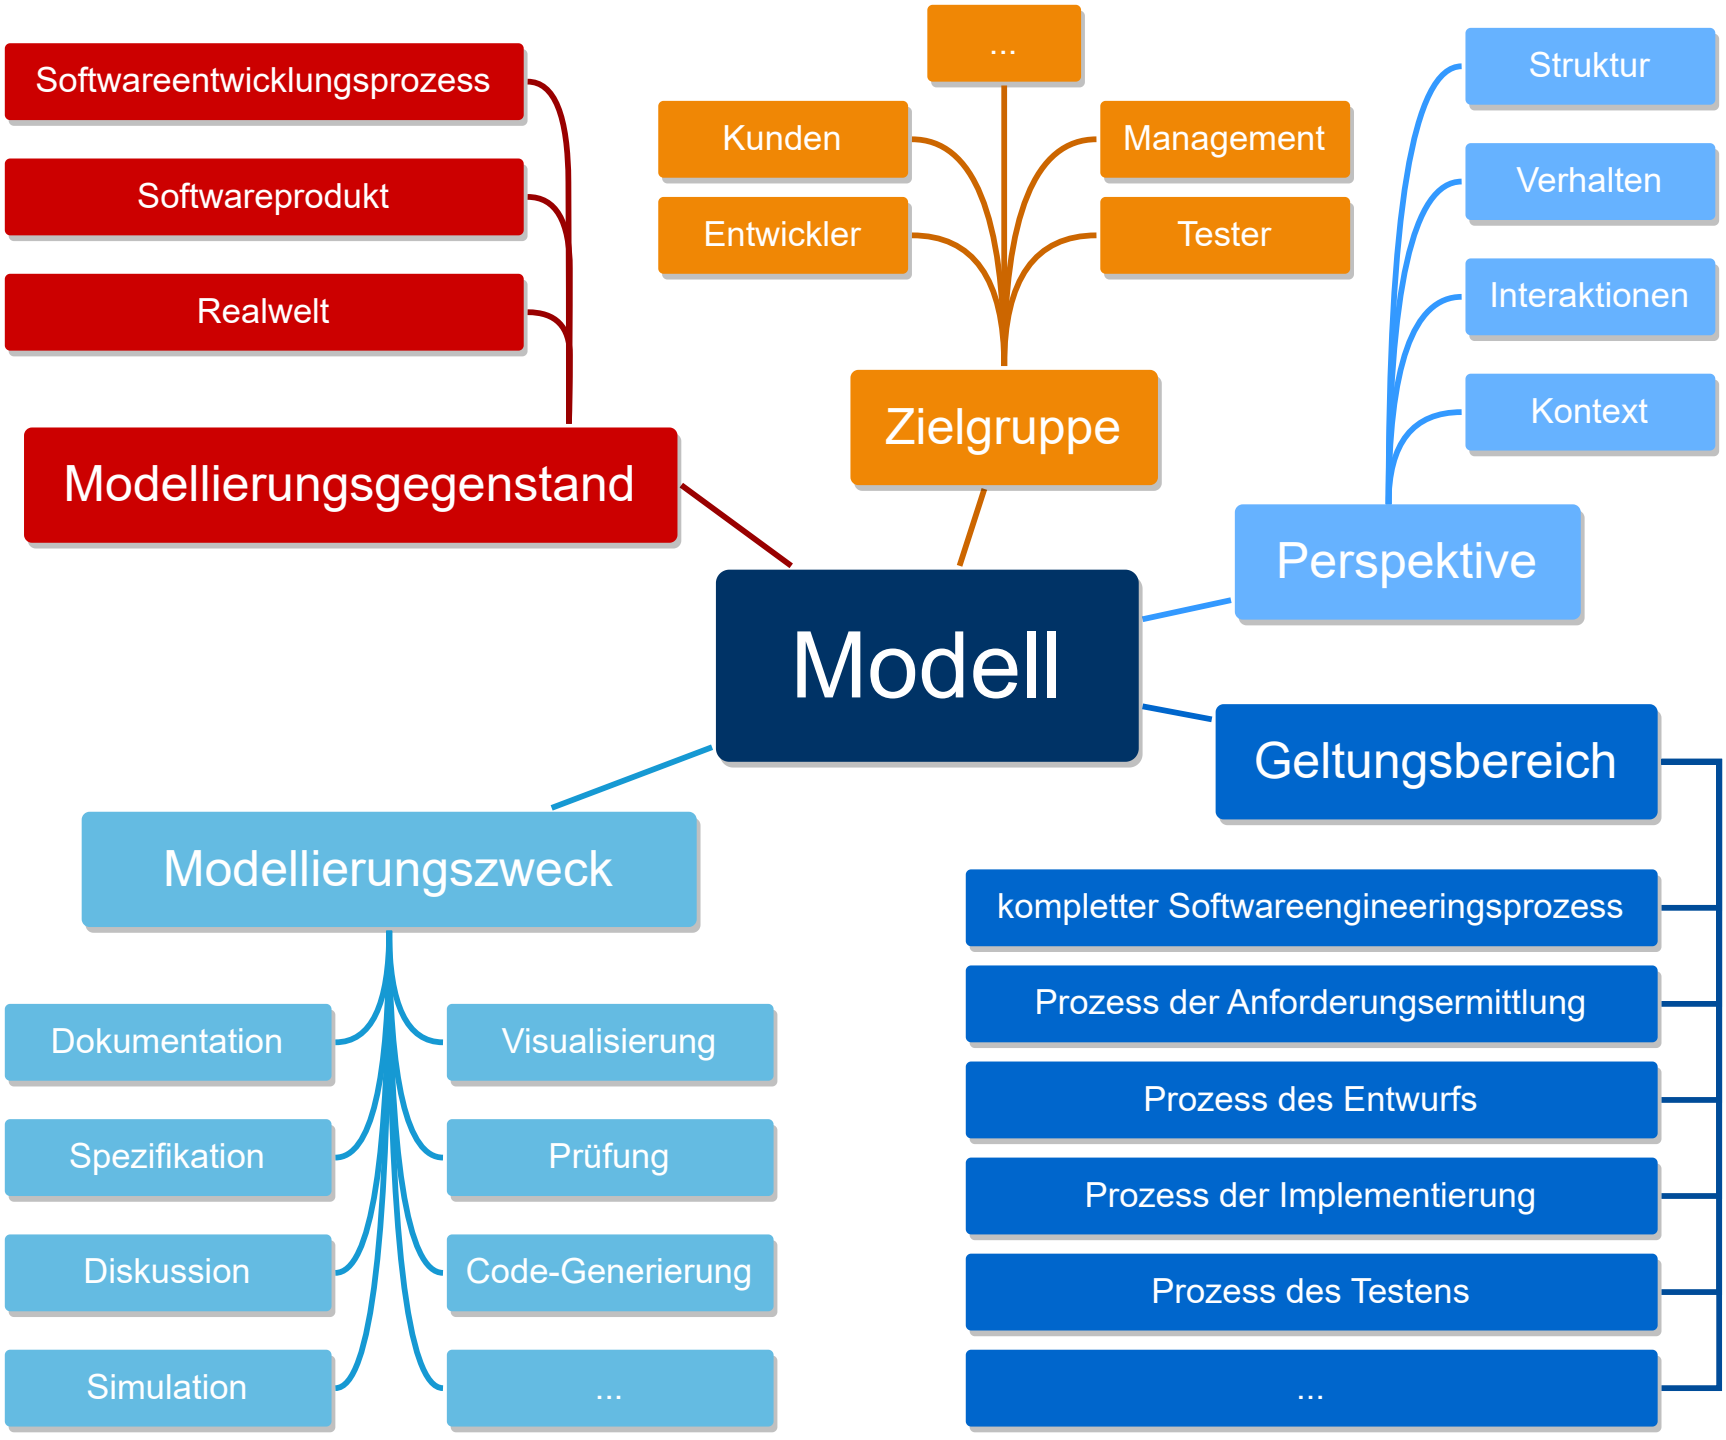 Softwareentwicklungsprozess
Softwareprodukt
Realwelt
Modellierungsgegenstand
...
Kunden
Management
Entwickler
Tester
Zielgruppe
Struktur
Verhalten
Interaktionen
Kontext
Perspektive
Modell
Geltungsbereich
kompletter Softwareengineeringsprozess
Prozess der Anforderungsermittlung
Prozess des Entwurfs
Prozess der Implementierung
Prozess des Testens
...
Modellierungszweck
Dokumentation
Visualisierung
Spezifikation
Prüfung
Diskussion
Code-Generierung
Simulation
...